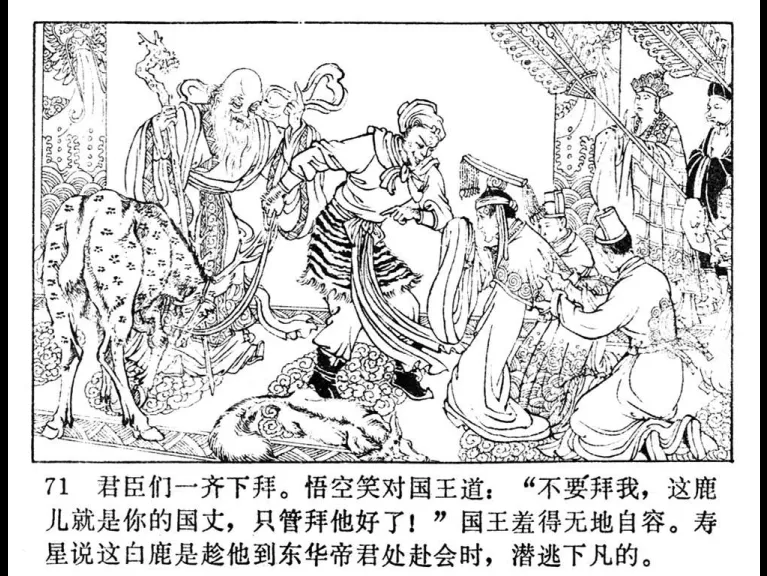 71 君臣们一齐下拜。悟空笑对国王道：“不要拜我，这鹿
儿就是你的国丈，只管拜他好了！”国王羞得无地自容。寿
星说这白鹿是趁他到东华帝君处赴会时，潜逃下凡的。